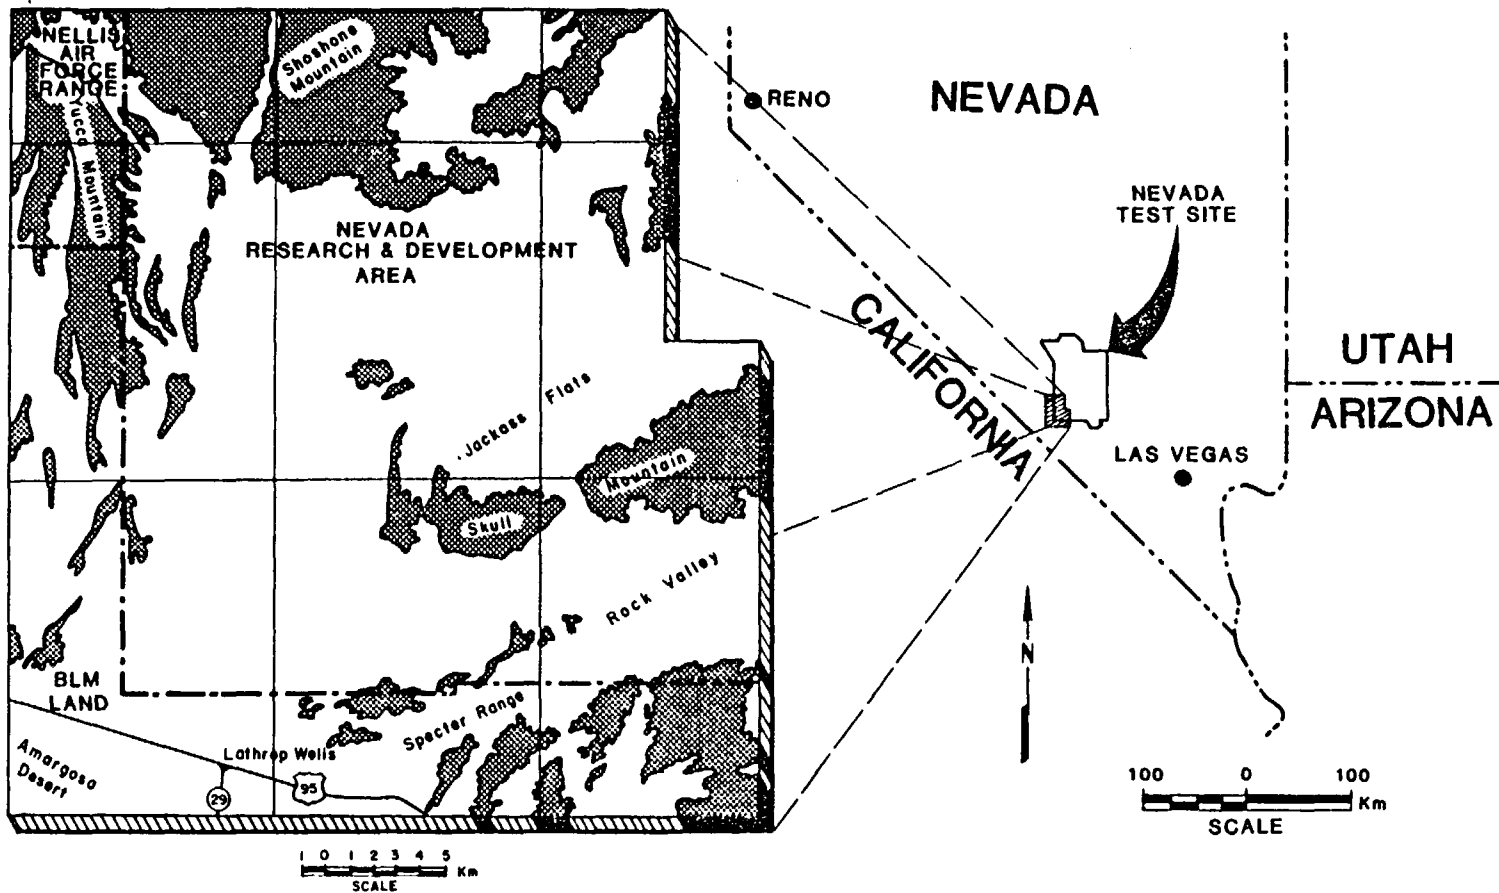 NELLIS
AIR
FORCE
RANGE
Yucca Mountain
Shoshone
Mountain
NEVADA
RESEARCH & DEVELOPMENT
AREA
Jackass Flats
Mountain
Skull
Rock Valley
BLM
LAND
Specter Range
Lathrop Wells
Amargosa
Desert
29
95
1 0 1 2 3 4 5
Km
SCALE
RENO
NEVADA
NEVADA
TEST SITE
CALIFORNIA
UTAH
ARIZONA
LAS VEGAS
N
100 0 100
Km
SCALE